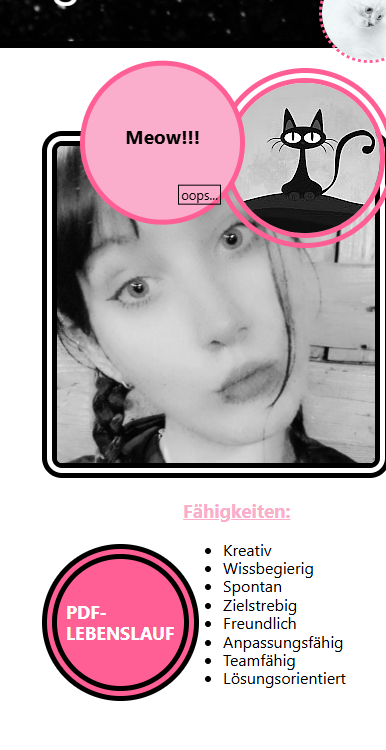 Meow!!!
oops...
Fähigkeiten:
Kreativ
Wissbegierig
Spontan
Zielstrebig
Freundlich
Anpassungsfähig
Teamfähig
Lösungsorientiert
PDF-
LEBENSLAUF